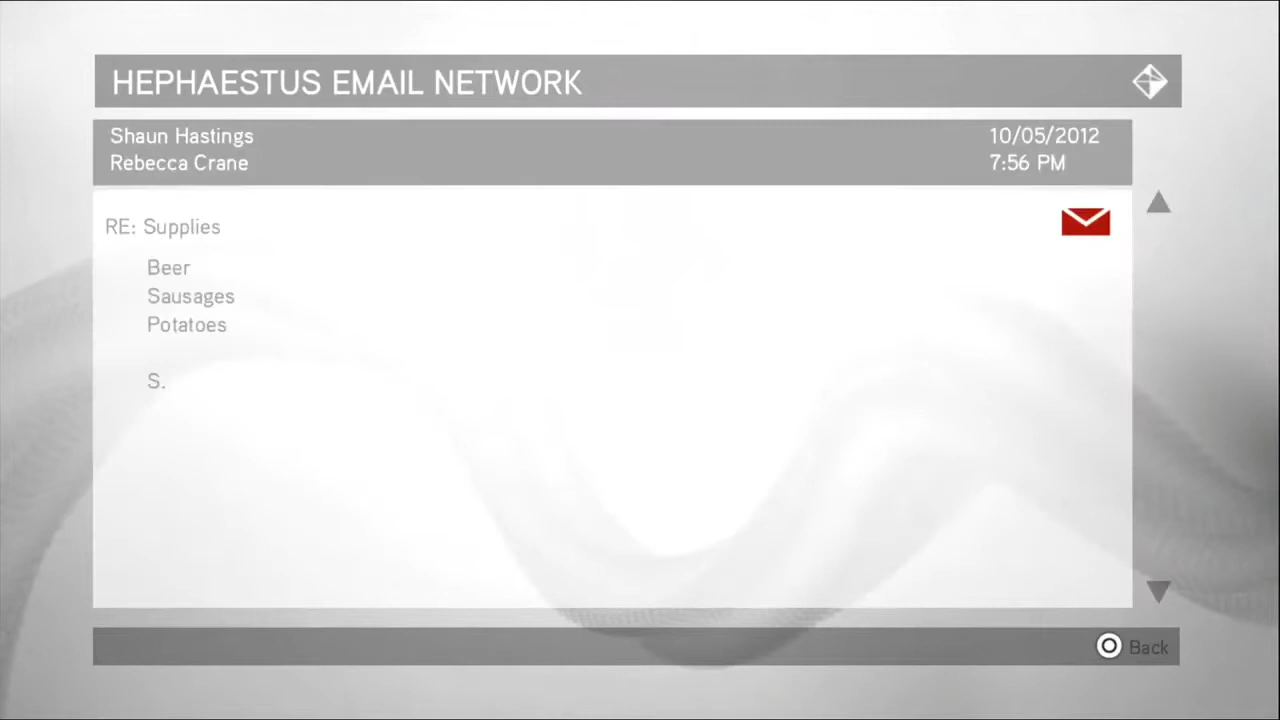 HEPHAESTUS EMAIL NETWORK
Shaun Hastings
10/05/2012
Rebecca Crane
7:56 PM
RE: Supplies
Beer
Sausages
Potatoes
S.
Back